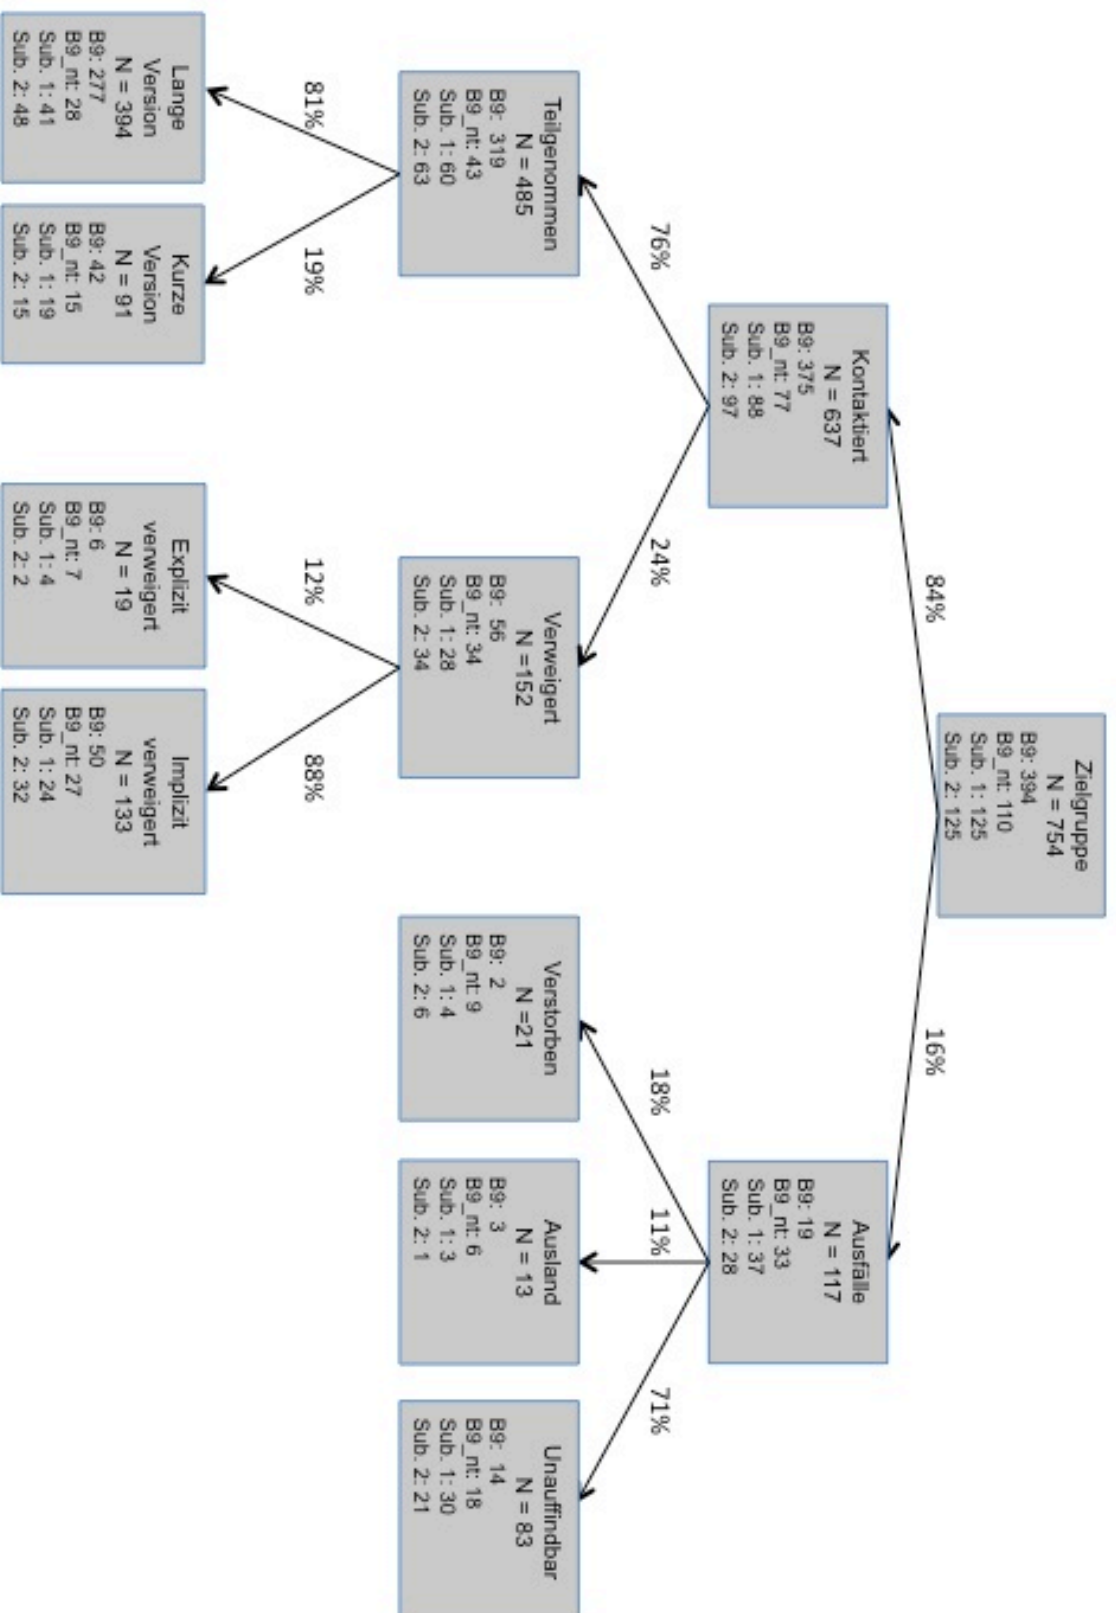 Zielgruppe
N = 754
B9: 394
B9_nt: 110
Sub. 1: 125
Sub. 2: 125
84%
16%
Kontaktiert
N = 637
B9: 375
B9_nt: 77
Sub. 1: 88
Sub. 2: 97
Ausfälle
N = 117
B9: 19
B9_nt: 33
Sub. 1: 37
Sub. 2: 28
76%
24%
18%
11%
71%
Teilgenommen
N = 485
B9: 319
B9_nt: 43
Sub. 1: 60
Sub. 2: 63
Verweigert
N =152
B9: 56
B9_nt: 34
Sub. 1: 28
Sub. 2: 34
Verstorben
N =21
B9: 2
B9_nt: 9
Sub. 1: 4
Sub. 2: 6
Ausland
N = 13
B9: 3
B9_nt: 6
Sub. 1: 3
Sub. 2: 1
Unauffindbar
N = 83
B9: 14
B9_nt: 18
Sub. 1: 30
Sub. 2: 21
81%
19%
12%
88%
Lange
Version
N = 394
B9: 277
B9_nt: 28
Sub. 1: 41
Sub. 2: 48
Kurze
Version
N = 91
B9: 42
B9_nt: 15
Sub. 1: 19
Sub. 2: 15
Explizit
verweigert
N = 19
B9: 6
B9_nt: 7
Sub. 1: 4
Sub. 2: 2
Implizit
verweigert
N = 133
B9: 50
B9_nt: 27
Sub. 1: 24
Sub. 2: 32